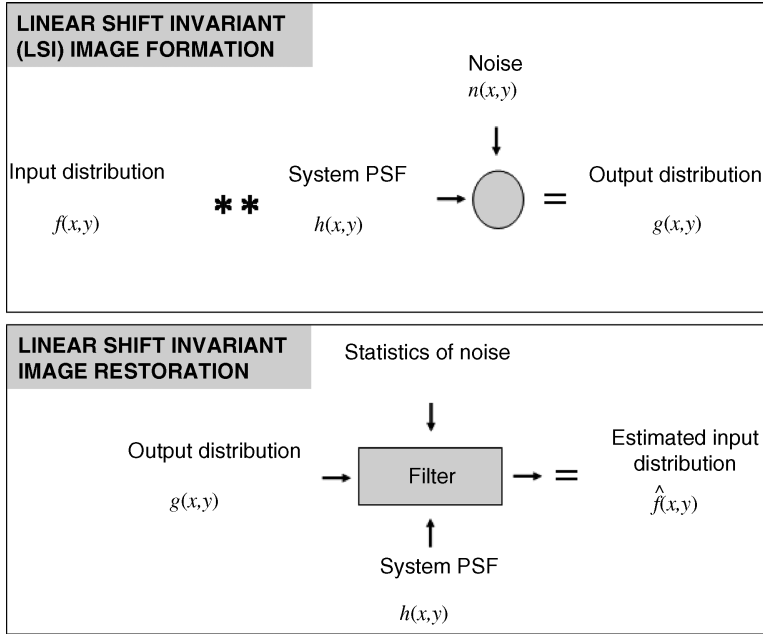 LINEAR SHIFT INVARIANT
(LSI) IMAGE FORMATION
Noise
n(x,y)
Input distribution
System PSF
Output distribution
f(x,y)
**
h(x,y)
=
g(x,y)
LINEAR SHIFT INVARIANT
IMAGE RESTORATION
Statistics of noise
Output distribution
g(x,y)
Filter
=
Estimated input
distribution
f̂(x,y)
System PSF
h(x,y)